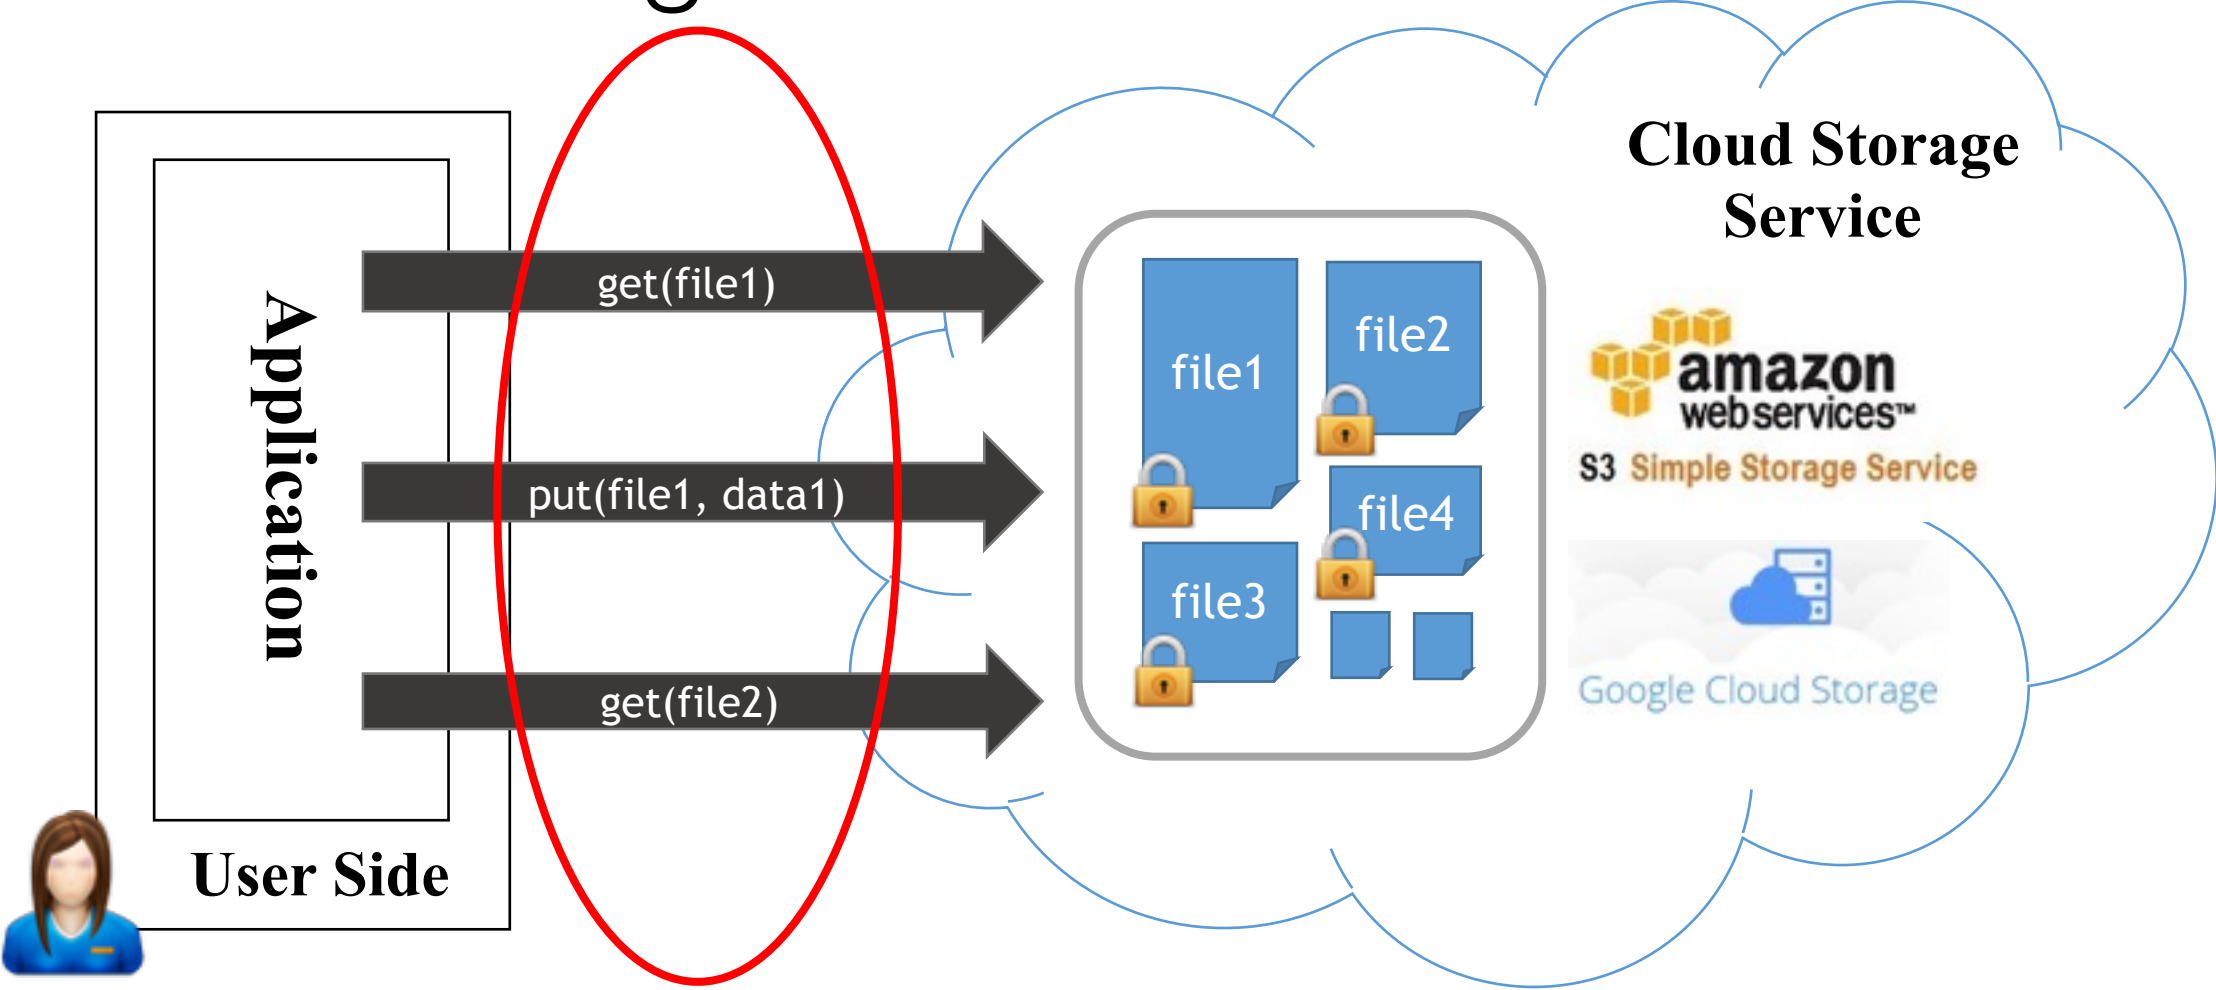 Cloud Storage
Service
Application
get(file1)
put(file1, data1)
get(file2)
User Side
file1
file2
file3
file4
amazon
webservices™
S3 Simple Storage Service
Google Cloud Storage